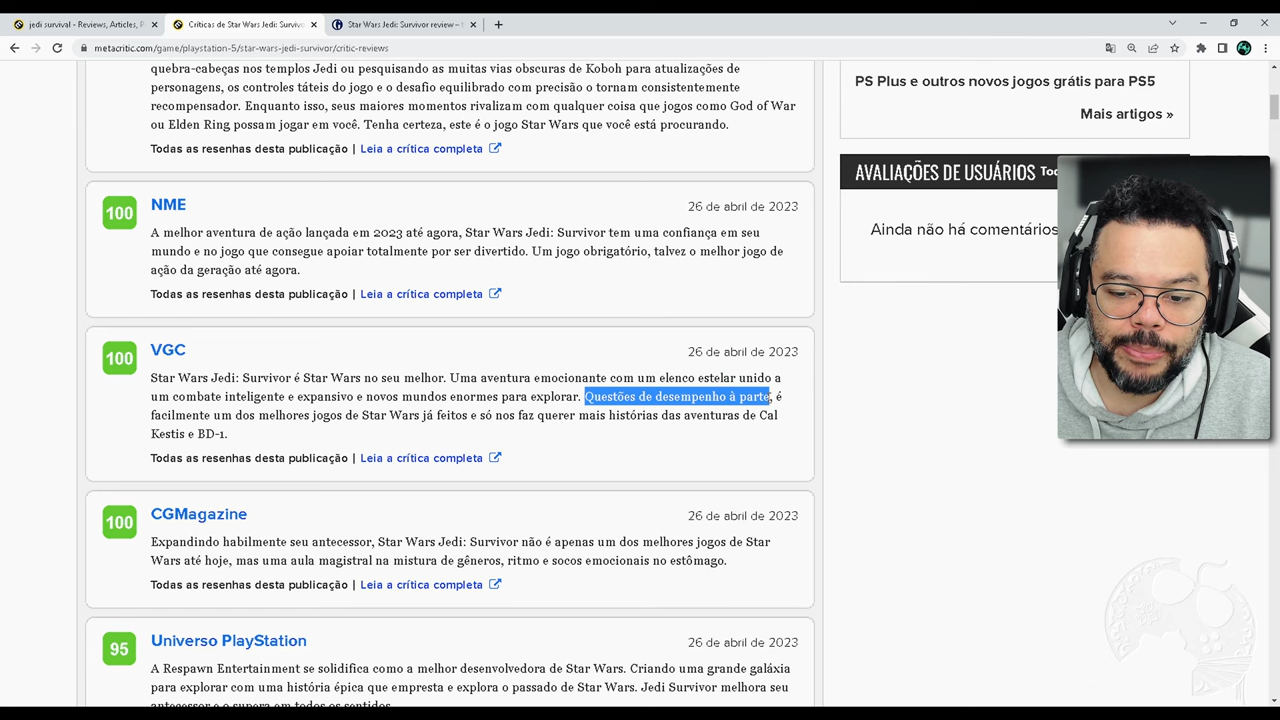 jedi survival - Reviews, Articles, P
Críticas de Star Wars Jedi: Survivo
Star Wars Jedi: Survivor review –
metacritic.com/game/playstation-5/star-wars-jedi-survivor/critic-reviews
quebra-cabeças nos templos Jedi ou pesquisando as muitas vias obscuras de Koboh para atualizações de
personagens, os controles táteis do jogo e o desafio equilibrado com precisão o tornam consistentemente
recompensador. Enquanto isso, seus maiores momentos rivalizam com qualquer coisa que jogos como God of War
ou Elden Ring possam jogar em você. Tenha certeza, este é o jogo Star Wars que você está procurando.
Todas as resenhas desta publicação | Leia a crítica completa
100
NME
26 de abril de 2023
A melhor aventura de ação lançada em 2023 até agora, Star Wars Jedi: Survivor tem uma confiança em seu
mundo e no jogo que consegue apoiar totalmente por ser divertido. Um jogo obrigatório, talvez o melhor jogo de
ação da geração até agora.
Todas as resenhas desta publicação | Leia a crítica completa
100
VGC
26 de abril de 2023
Star Wars Jedi: Survivor é Star Wars no seu melhor. Uma aventura emocionante com um elenco estelar unido a
um combate inteligente e expansivo e novos mundos enormes para explorar. Questões de desempenho à parte, é
facilmente um dos melhores jogos de Star Wars já feitos e só nos faz querer mais histórias das aventuras de Cal
Kestis e BD-1.
Todas as resenhas desta publicação | Leia a crítica completa
100
CGMagazine
26 de abril de 2023
Expandindo habilmente seu antecessor, Star Wars Jedi: Survivor não é apenas um dos melhores jogos de Star
Wars até hoje, mas uma aula magistral na mistura de gêneros, ritmo e socos emocionais no estômago.
Todas as resenhas desta publicação | Leia a crítica completa
95
Universo PlayStation
26 de abril de 2023
A Respawn Entertainment se solidifica como a melhor desenvolvedora de Star Wars. Criando uma grande galáxia
para explorar com uma história épica que empresta e explora o passado de Star Wars. Jedi Survivor melhora seu
antecessor e o supera em todos os sentidos.
PS Plus e outros novos jogos grátis para PS5
Mais artigos »
AVALIAÇÕES DE USUÁRIOS Tod
Ainda não há comentários